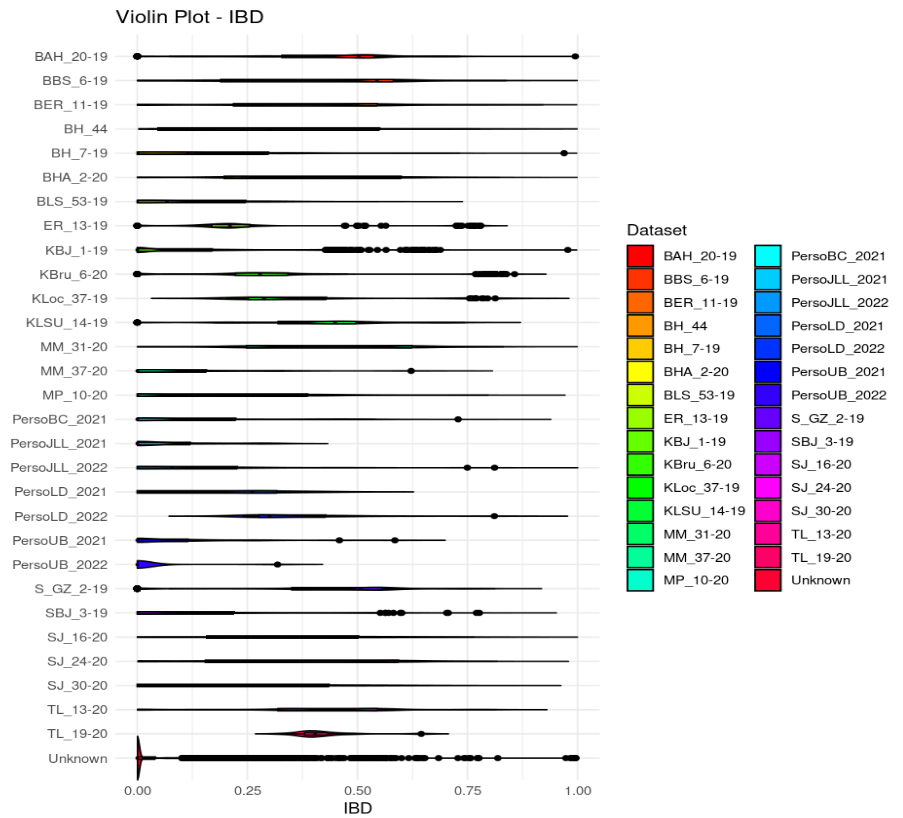 Violin Plot - IBD
BAH_20-19
BBS_6-19
BER_11-19
BH_44
BH_7-19
BHA_2-20
BLS_53-19
ER_13-19
KBJ_1-19
KBru_6-20
KLoc_37-19
KLSU_14-19
MM_31-20
MM_37-20
MP_10-20
PersoBC_2021
PersoJLL_2021
PersoJLL_2022
PersoLD_2021
PersoLD_2022
PersoUB_2021
PersoUB_2022
S_GZ_2-19
SBJ_3-19
SJ_16-20
SJ_24-20
SJ_30-20
TL_13-20
TL_19-20
Unknown
0.00 0.25 0.50 0.75 1.00
IBD
Dataset
BAH_20-19
BBS_6-19
BER_11-19
BH_44
BH_7-19
BHA_2-20
BLS_53-19
ER_13-19
KBJ_1-19
KBru_6-20
KLoc_37-19
KLSU_14-19
MM_31-20
MM_37-20
MP_10-20
PersoBC_2021
PersoJLL_2021
PersoJLL_2022
PersoLD_2021
PersoLD_2022
PersoUB_2021
PersoUB_2022
S_GZ_2-19
SBJ_3-19
SJ_16-20
SJ_24-20
SJ_30-20
TL_13-20
TL_19-20
Unknown